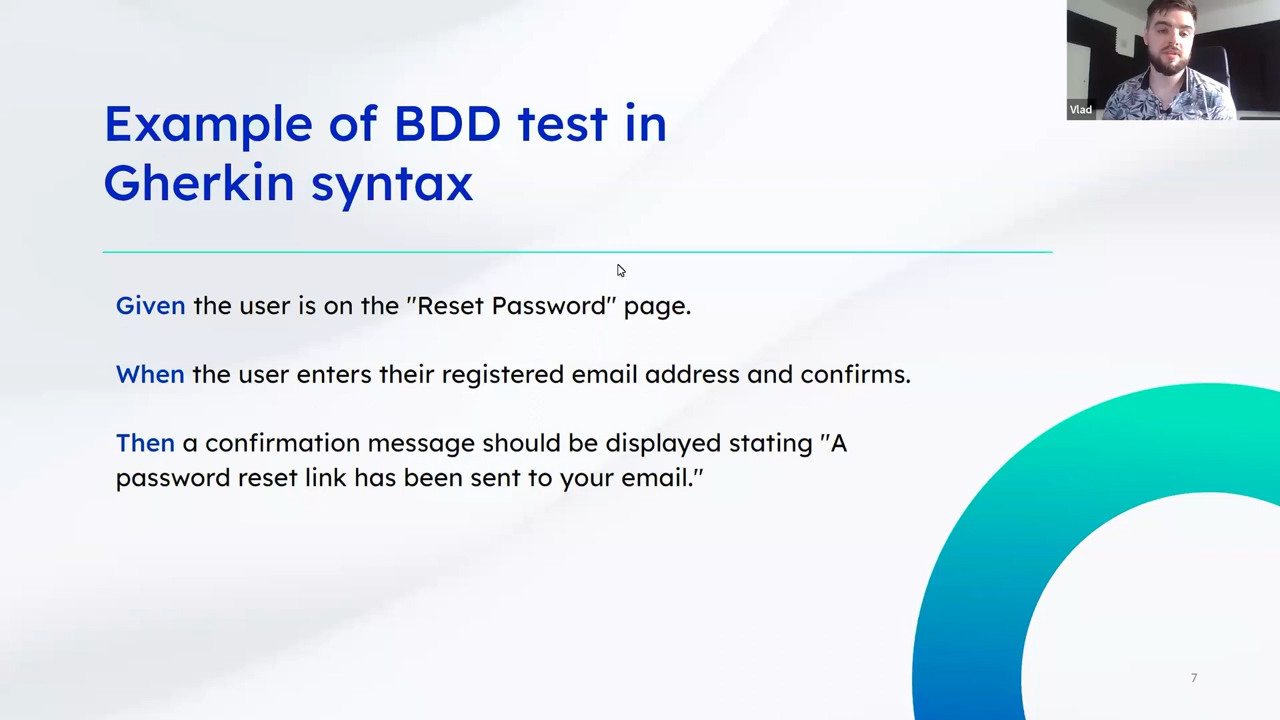 Example of BDD test in
Gherkin syntax
Vlad
Given the user is on the "Reset Password" page.
When the user enters their registered email address and confirms.
Then a confirmation message should be displayed stating "A
password reset link has been sent to your email."
7